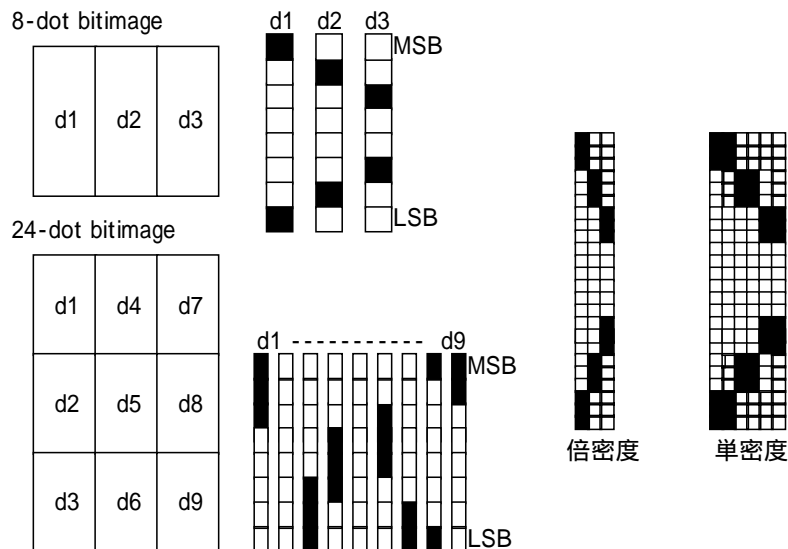 8-dot bitimage
d1 d2 d3
MSB
d1 d2 d3
LSB
24-dot bitimage
d1 d4 d7
d1 ----------- d9
MSB
d2 d5 d8
倍密度 単密度
d3 d6 d9
LSB